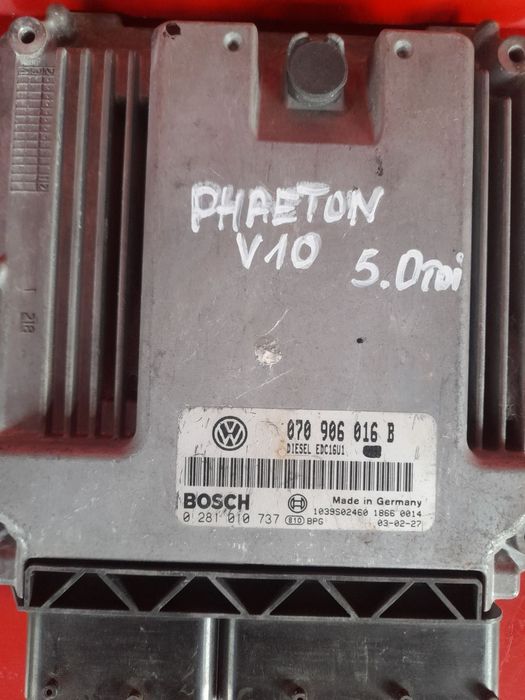 PHAETON
V10 5.0TDI
210
070 906 016 B
DIESEL EDC16U1
BOSCH
Made in Germany
1039S02460 1866 0014
0 281 010 737 BPG
03-02-27